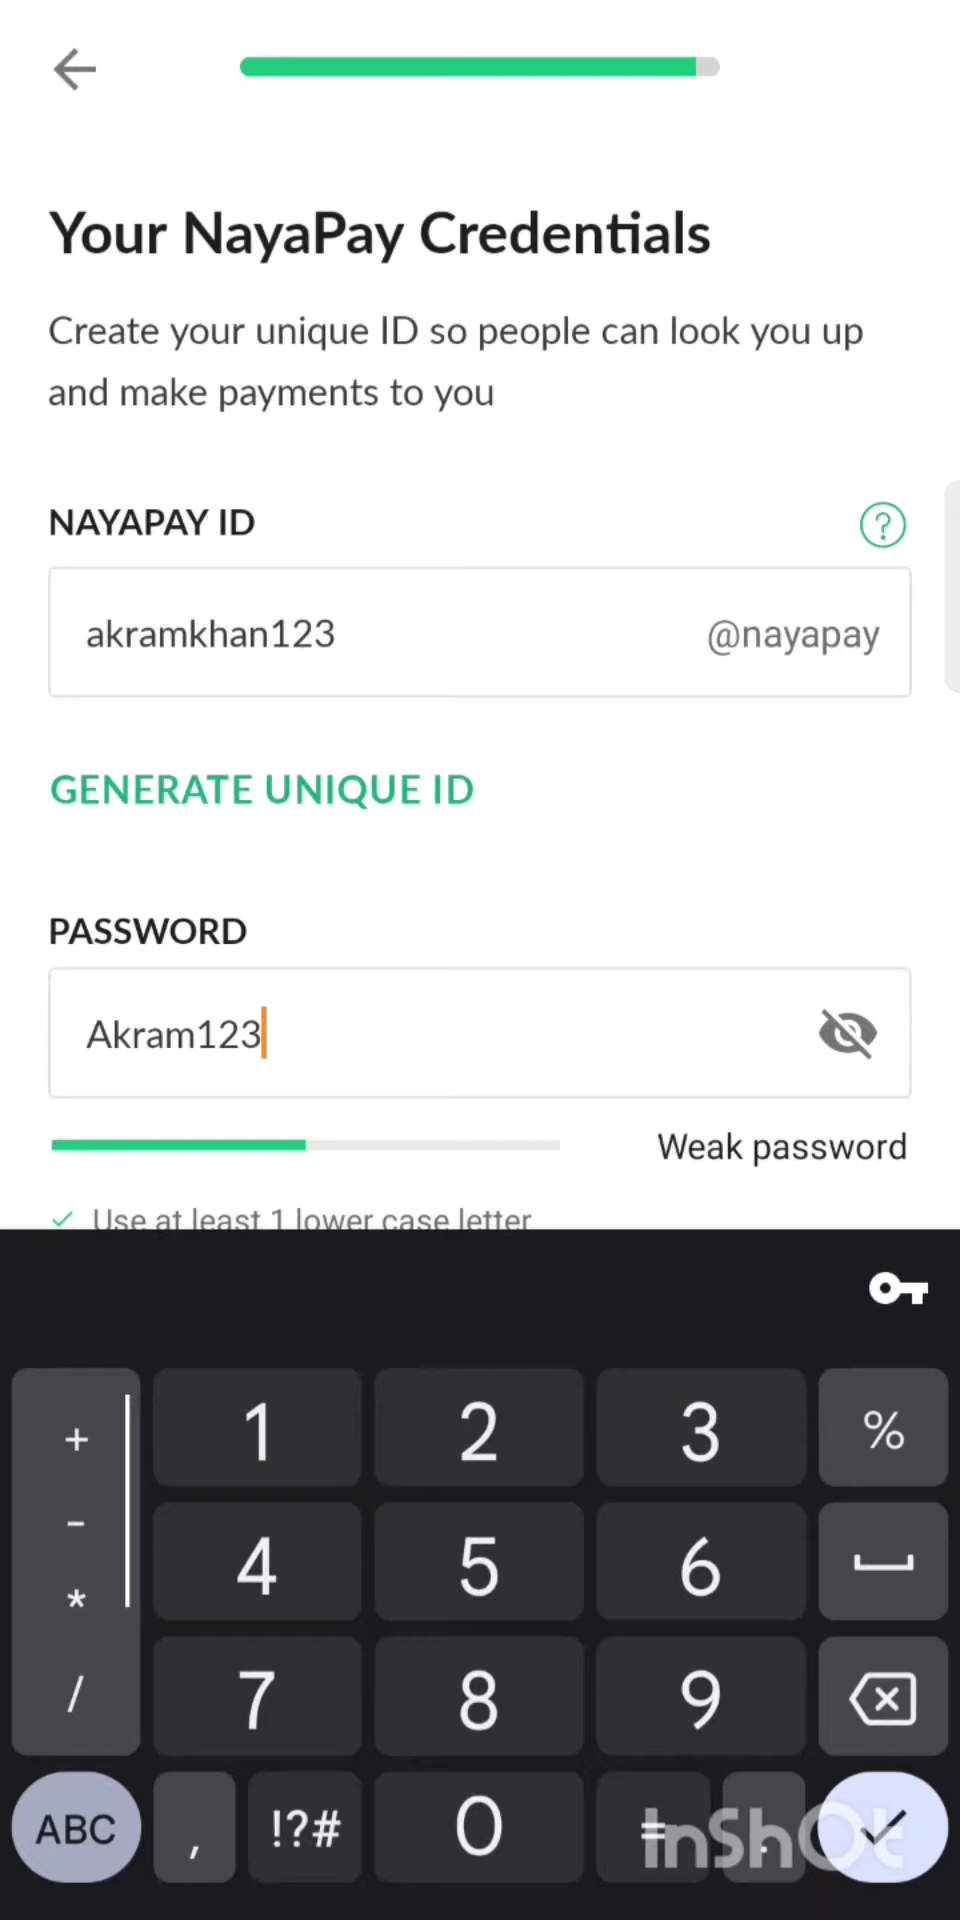 Your NayaPay Credentials
Create your unique ID so people can look you up
and make payments to you
NAYAPAY ID
?
akramkhan123 @nayapay
GENERATE UNIQUE ID
PASSWORD
Akram123
Weak password
Use at least 1 lower case letter
+ 1 2 3 %
- 4 5 6
*
/ 7 8 9
ABC , !?# 0 = .
InShOt